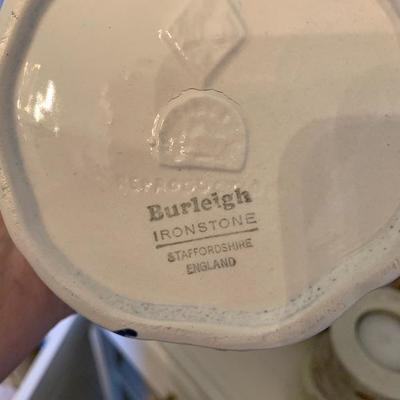 Burleigh
IRONSTONE
STAFFORDSHIRE
ENGLAND